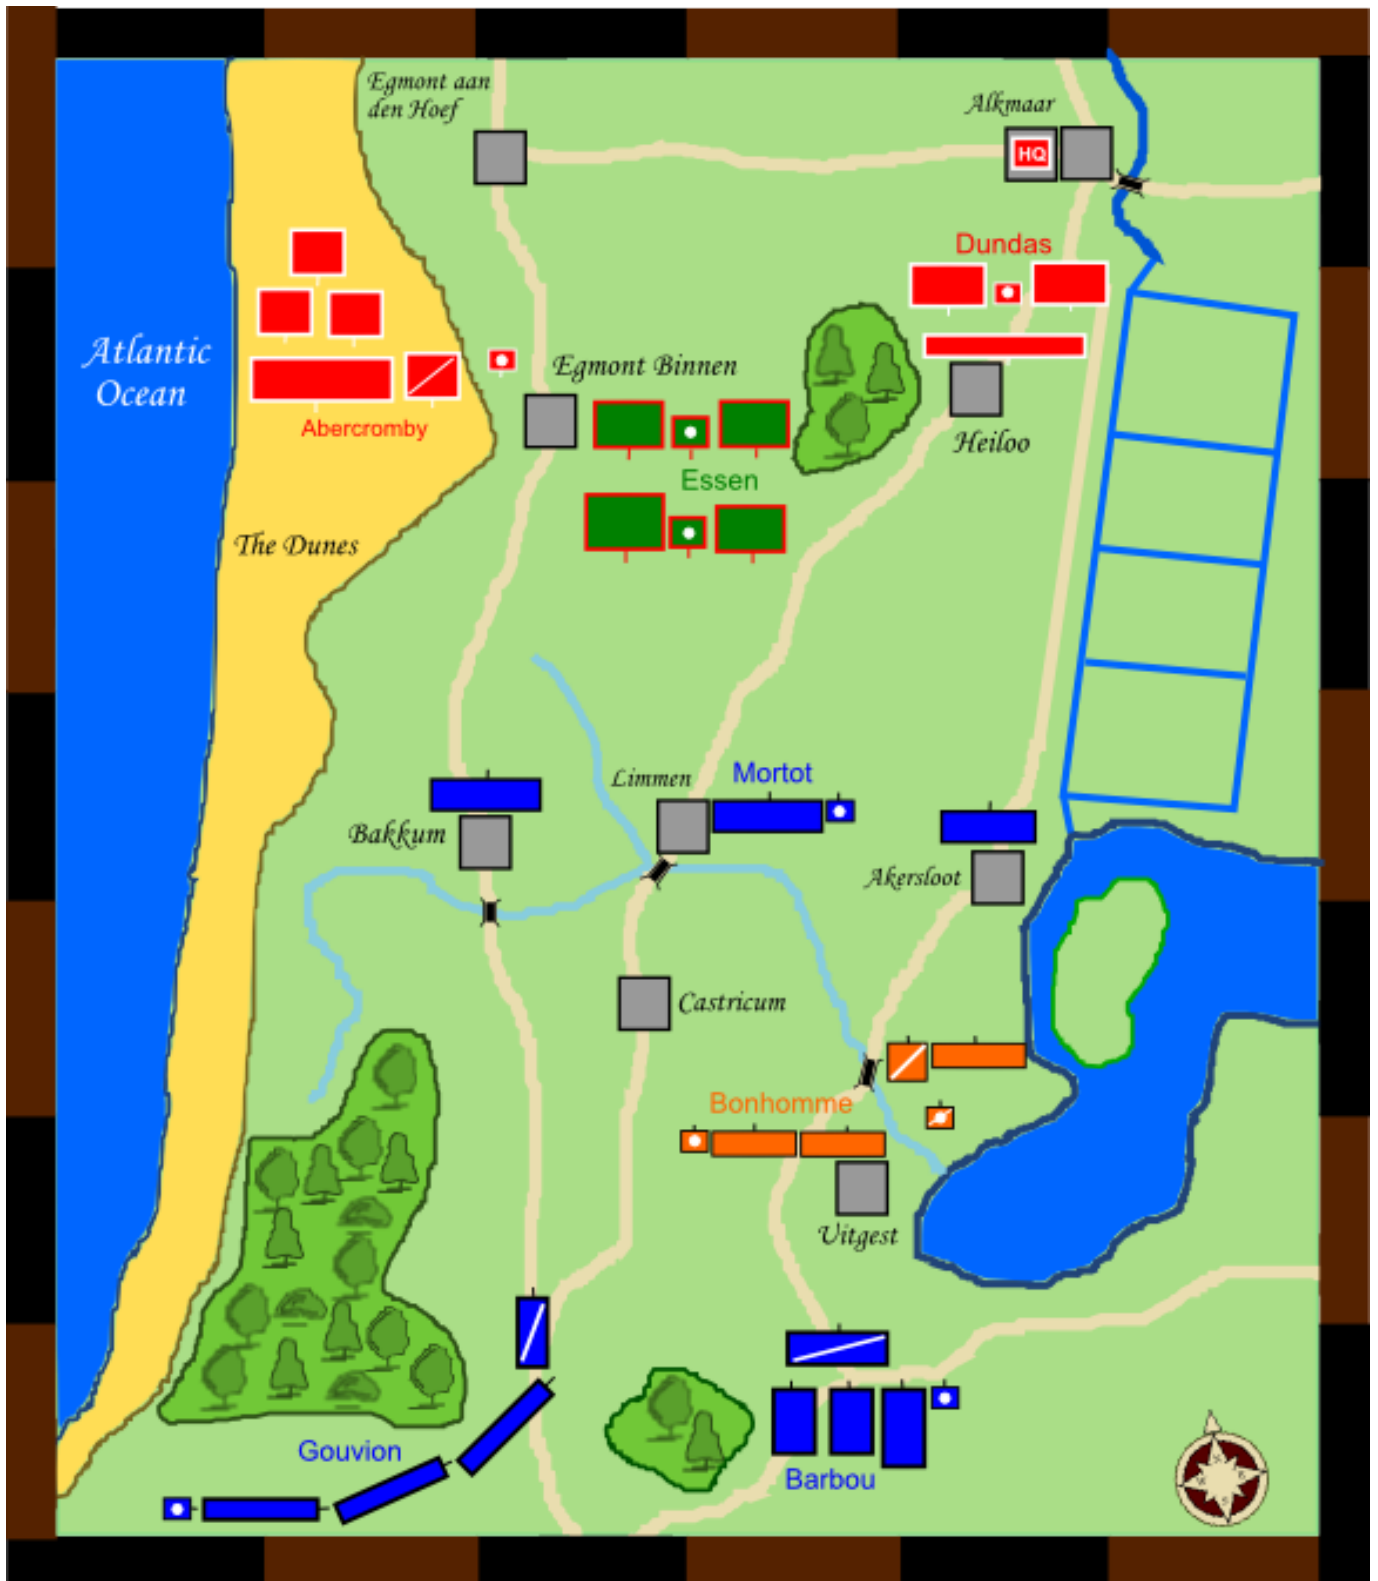 Egmont aan
den Hoef
Alkmaar
HQ
Dundas
Atlantic
Ocean
Egmont Binnen
Abercromby
Heiloo
Essen
The Dunes
Limmen
Mortot
Bakkum
Akersloot
Castricum
Bonhomme
Uitgest
Gouvion
Barbou